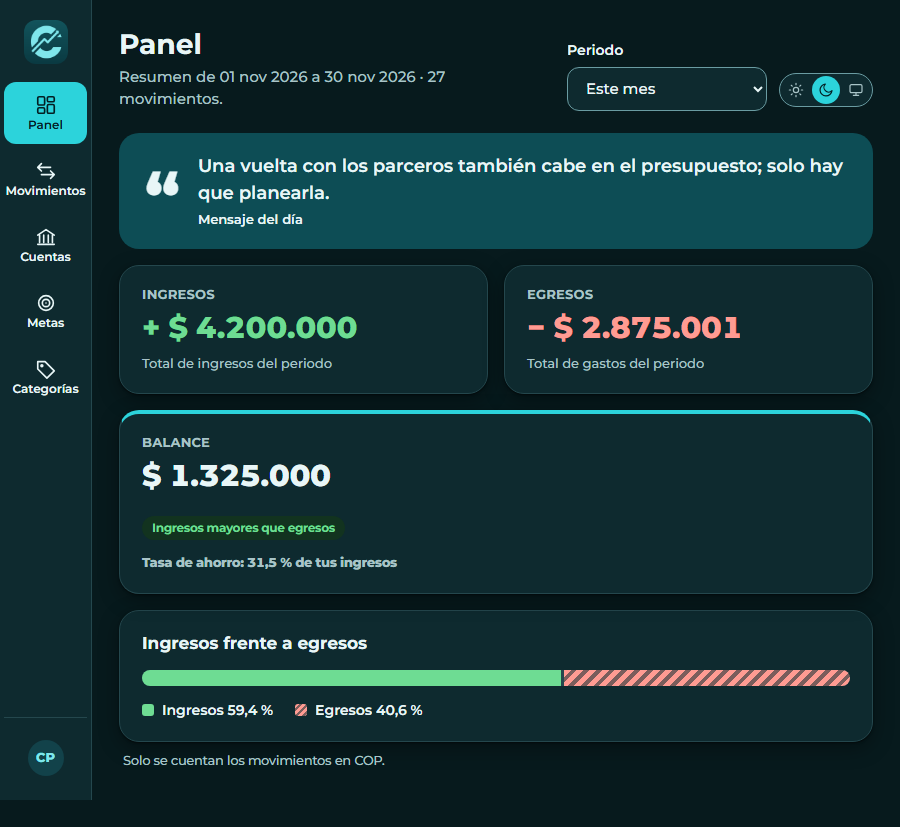 Panel
Movimientos
Cuentas
Metas
Categorías
CP
Panel
Resumen de 01 nov 2026 a 30 nov 2026 · 27
movimientos.
Periodo
Este mes
Una vuelta con los parceros también cabe en el presupuesto; solo hay
que planearla.
Mensaje del día
INGRESOS
+ $ 4.200.000
Total de ingresos del periodo
EGRESOS
− $ 2.875.001
Total de gastos del periodo
BALANCE
$ 1.325.000
Ingresos mayores que egresos
Tasa de ahorro: 31,5 % de tus ingresos
Ingresos frente a egresos
Ingresos 59,4 %
Egresos 40,6 %
Solo se cuentan los movimientos en COP.